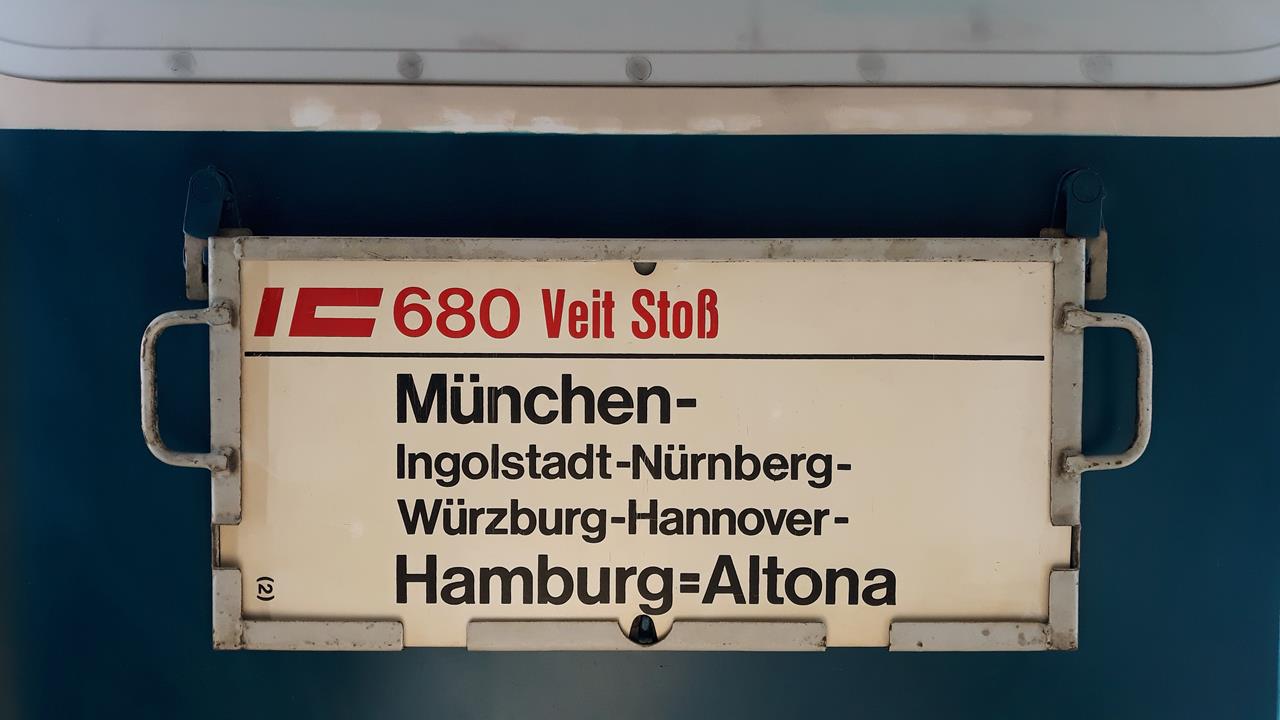 IC 680 Veit Stoß
München-
Ingolstadt-Nürnberg-
Würzburg-Hannover-
Hamburg=Altona
(2)